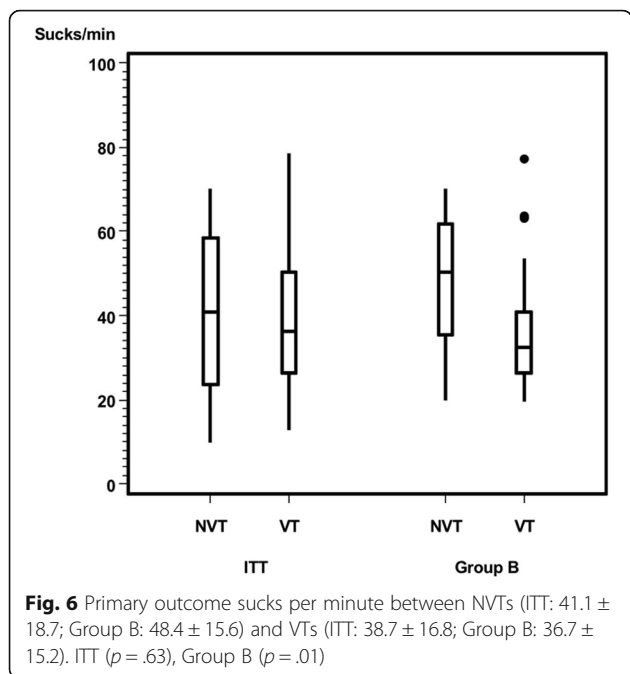 Sucks/min
100
80
60
40
20
0
NVT VT NVT VT
ITT Group B
Fig. 6 Primary outcome sucks per minute between NVTs (ITT: 41.1 ±
18.7; Group B: 48.4 ± 15.6) and VTs (ITT: 38.7 ± 16.8; Group B: 36.7 ±
15.2). ITT (p = .63), Group B (p = .01)